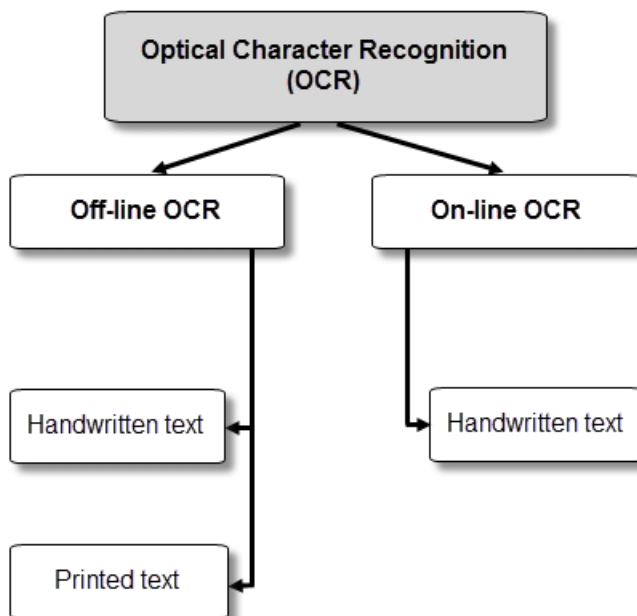 Optical Character Recognition
(OCR)
Off-line OCR
On-line OCR
Handwritten text
Handwritten text
Printed text